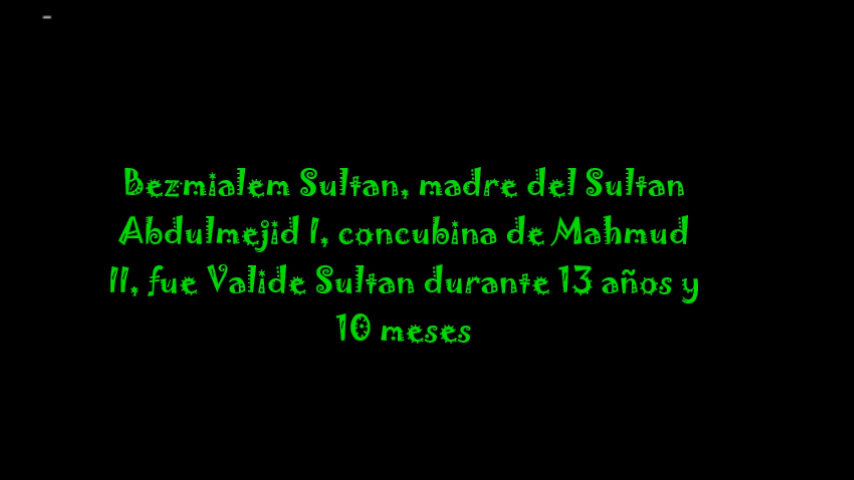 Bezmialem Sultan, madre del Sultan
Abdulmejid I, concubina de Mahmud
II, fue Valide Sultan durante 13 años y
10 meses